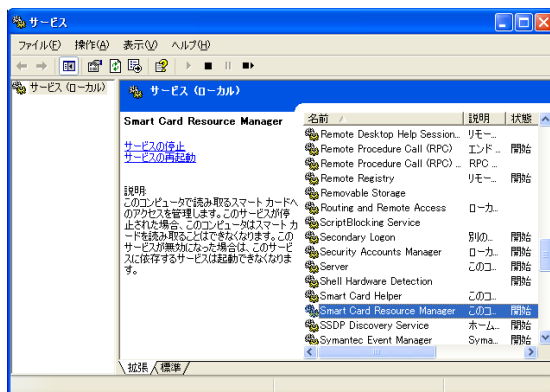 サービス
ファイル(F) 操作(A) 表示(V) ヘルプ(H)
サービス (ローカル)
サービス (ローカル)
Smart Card Resource Manager
サービスの停止
サービスの再起動
説明:
このコンピュータで読み取るスマート カードへ
のアクセスを管理します。このサービスが停
止された場合、このコンピュータはスマート カ
ードを読み取ることはできなくなります。この
サービスが無効になった場合は、このサービ
スに依存するサービスは起動できなくなりま
す。
名前 説明 状態
Remote Desktop Help Session... リモー...
Remote Procedure Call (RPC) エンド ... 開始
Remote Procedure Call (RPC) ... RPC ...
Remote Registry リモー... 開始
Removable Storage
Routing and Remote Access ローカ...
ScriptBlocking Service
Secondary Logon 別の... 開始
Security Accounts Manager ローカ... 開始
Server このコ... 開始
Shell Hardware Detection 開始
Smart Card Helper このコ...
Smart Card Resource Manager このコ... 開始
SSDP Discovery Service ホーム... 開始
Symantec Event Manager Syma... 開始
拡張 標準